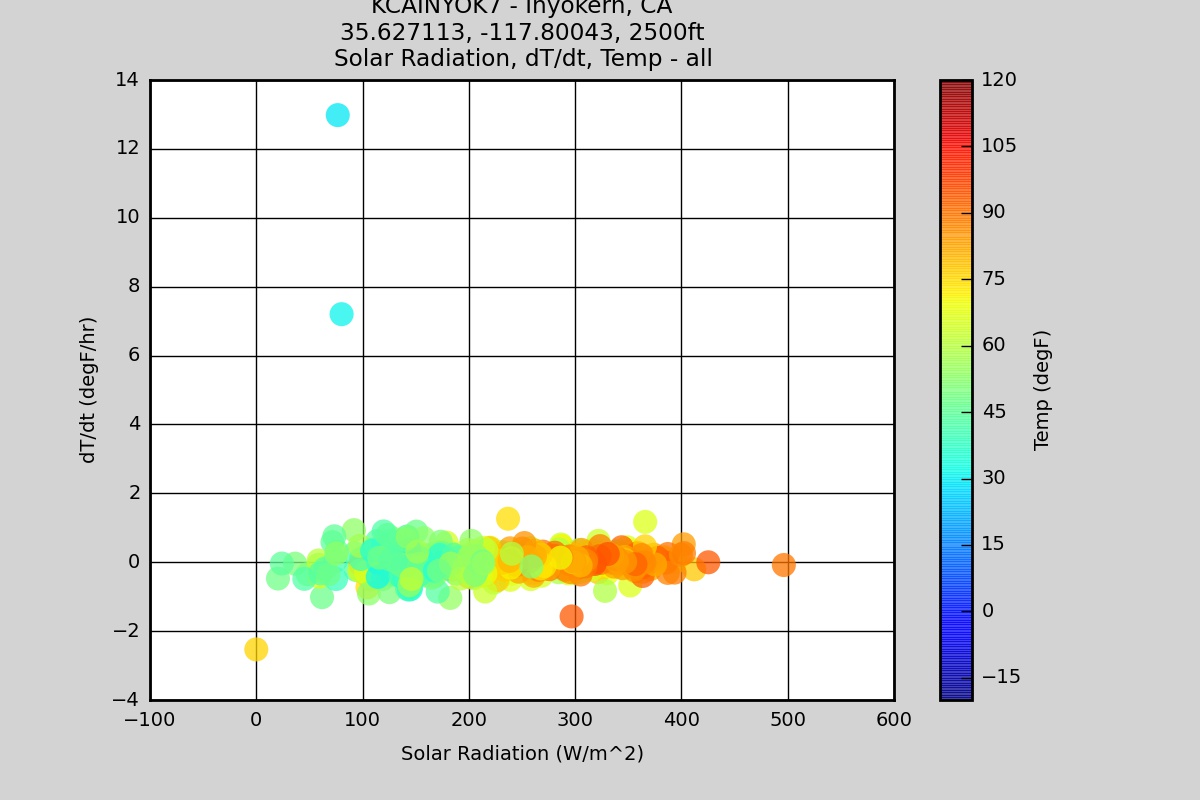 KCAINYOK7 - Inyokern, CA
35.627113, -117.80043, 2500ft
Solar Radiation, dT/dt, Temp - all
14
12
10
8
6
4
2
0
−2
−4
dT/dt (degF/hr)
−100 0 100 200 300 400 500 600
Solar Radiation (W/m^2)
120
105
90
75
60
45
30
15
0
−15
Temp (degF)